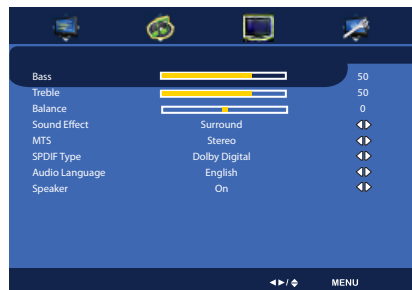 Bass 50
Treble 50
Balance 0
Sound Effect Surround
MTS Stereo
SPDIF Type Dolby Digital
Audio Language English
Speaker On
/ MENU